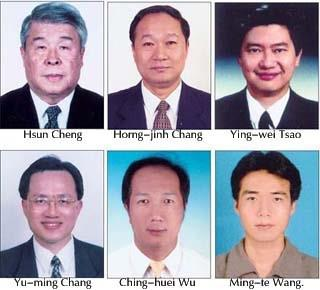 Hsun Cheng
Horng-jinh Chang
Ying-wei Tsao
Yu-ming Chang
Ching-huei Wu
Ming-te Wang.